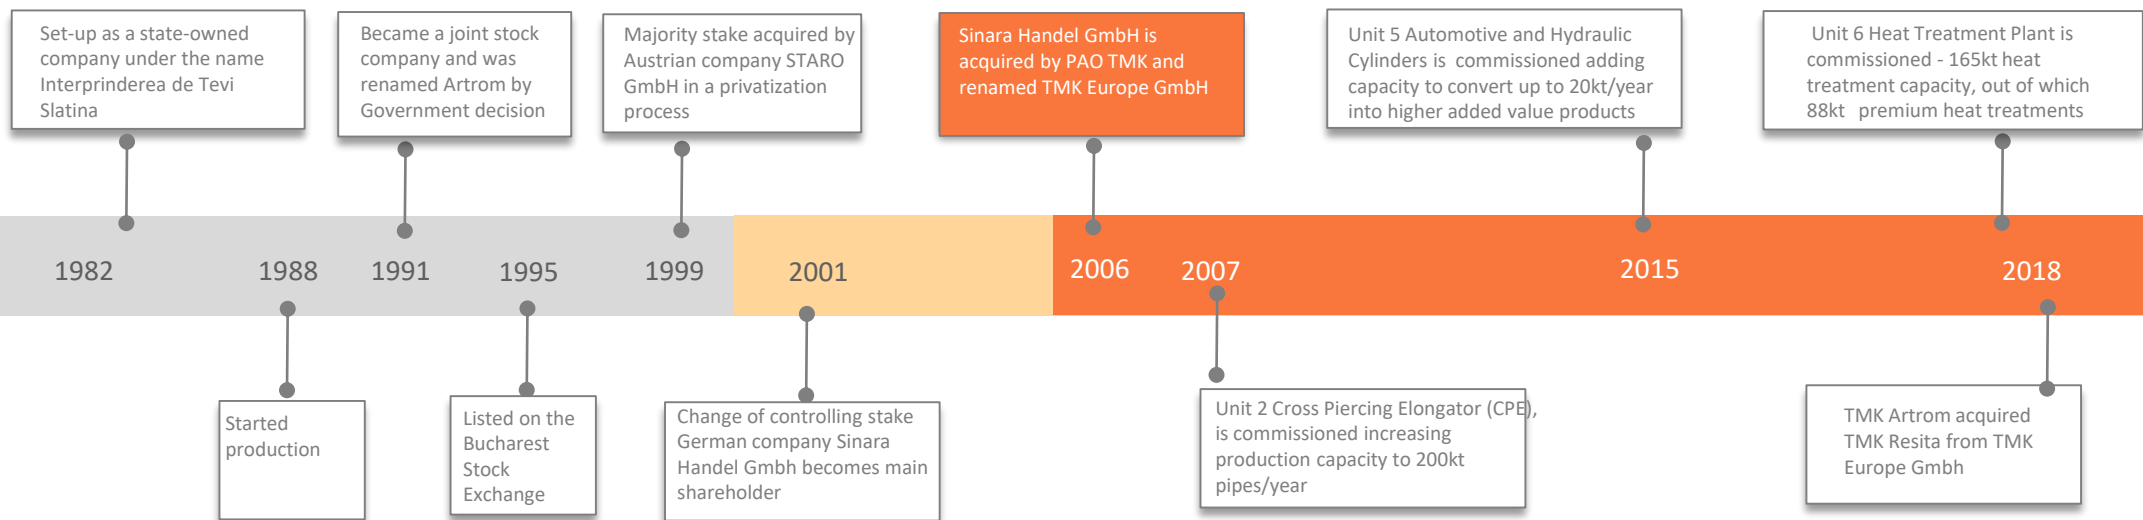 Set-up as a state-owned
company under the name
Interprinderea de Tevi
Slatina
Became a joint stock
company and was
renamed Artrom by
Government decision
Majority stake acquired by
Austrian company STARO
GmbH in a privatization
process
Sinara Handel GmbH is
acquired by PAO TMK and
renamed TMK Europe GmbH
Unit 5 Automotive and Hydraulic
Cylinders is commissioned adding
capacity to convert up to 20kt/year
into higher added value products
Unit 6 Heat Treatment Plant is
commissioned - 165kt heat
treatment capacity, out of which
88kt premium heat treatments
1982
1988
1991
1995
1999
2001
2006
2007
2015
2018
Started
production
Listed on the
Bucharest
Stock
Exchange
Change of controlling stake
German company Sinara
Handel Gmbh becomes main
shareholder
Unit 2 Cross Piercing Elongator (CPE),
is commissioned increasing
production capacity to 200kt
pipes/year
TMK Artrom acquired
TMK Resita from TMK
Europe Gmbh